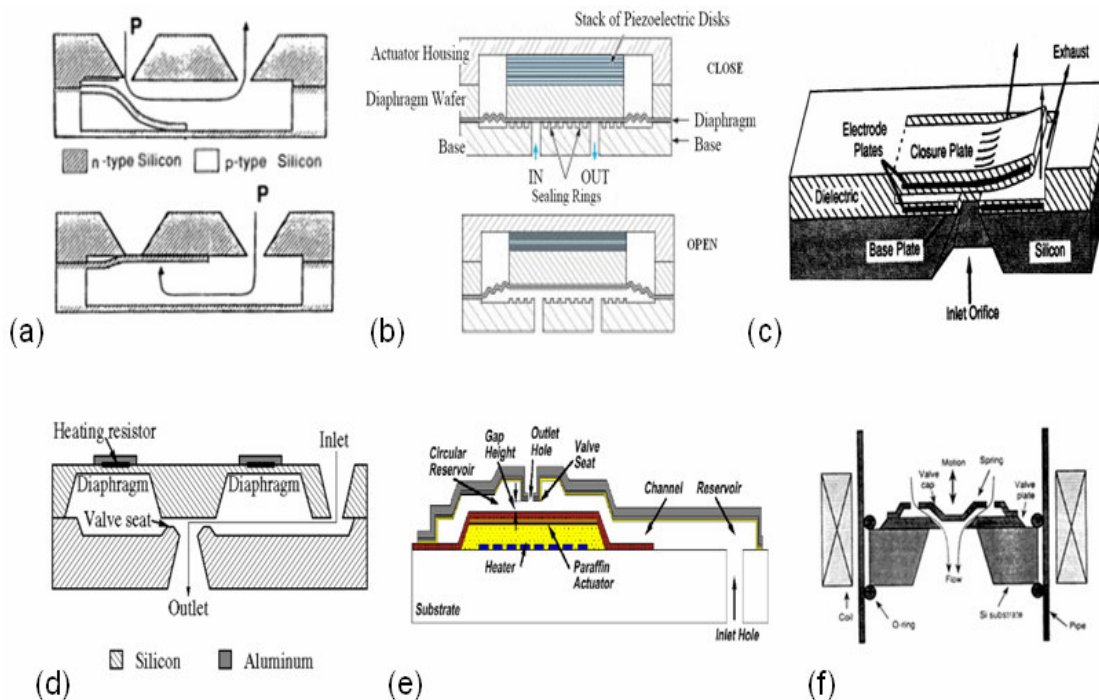 P
n-type Silicon
p-type Silicon
P
(a)
Stack of Piezoelectric Disks
Actuator Housing
CLOSE
Diaphragm Wafer
Diaphragm
Base
Base
IN
OUT
Sealing Rings
OPEN
(b)
Exhaust
Electrode
Plates
Closure Plate
Dielectric
Base Plate
Silicon
Inlet Orifice
(c)
Heating resistor
Inlet
Diaphragm
Diaphragm
Valve seat
Outlet
Silicon
Aluminum
(d)
Gap
Height
Outlet
Hole
Valve
Seat
Circular
Reservoir
Channel
Reservoir
Heater
Paraffin
Actuator
Substrate
Inlet Hole
(e)
Valve
cap
Motion
Spring
Valve
plate
Flow
Coil
O-ring
Si substrate
Pipe
(f)